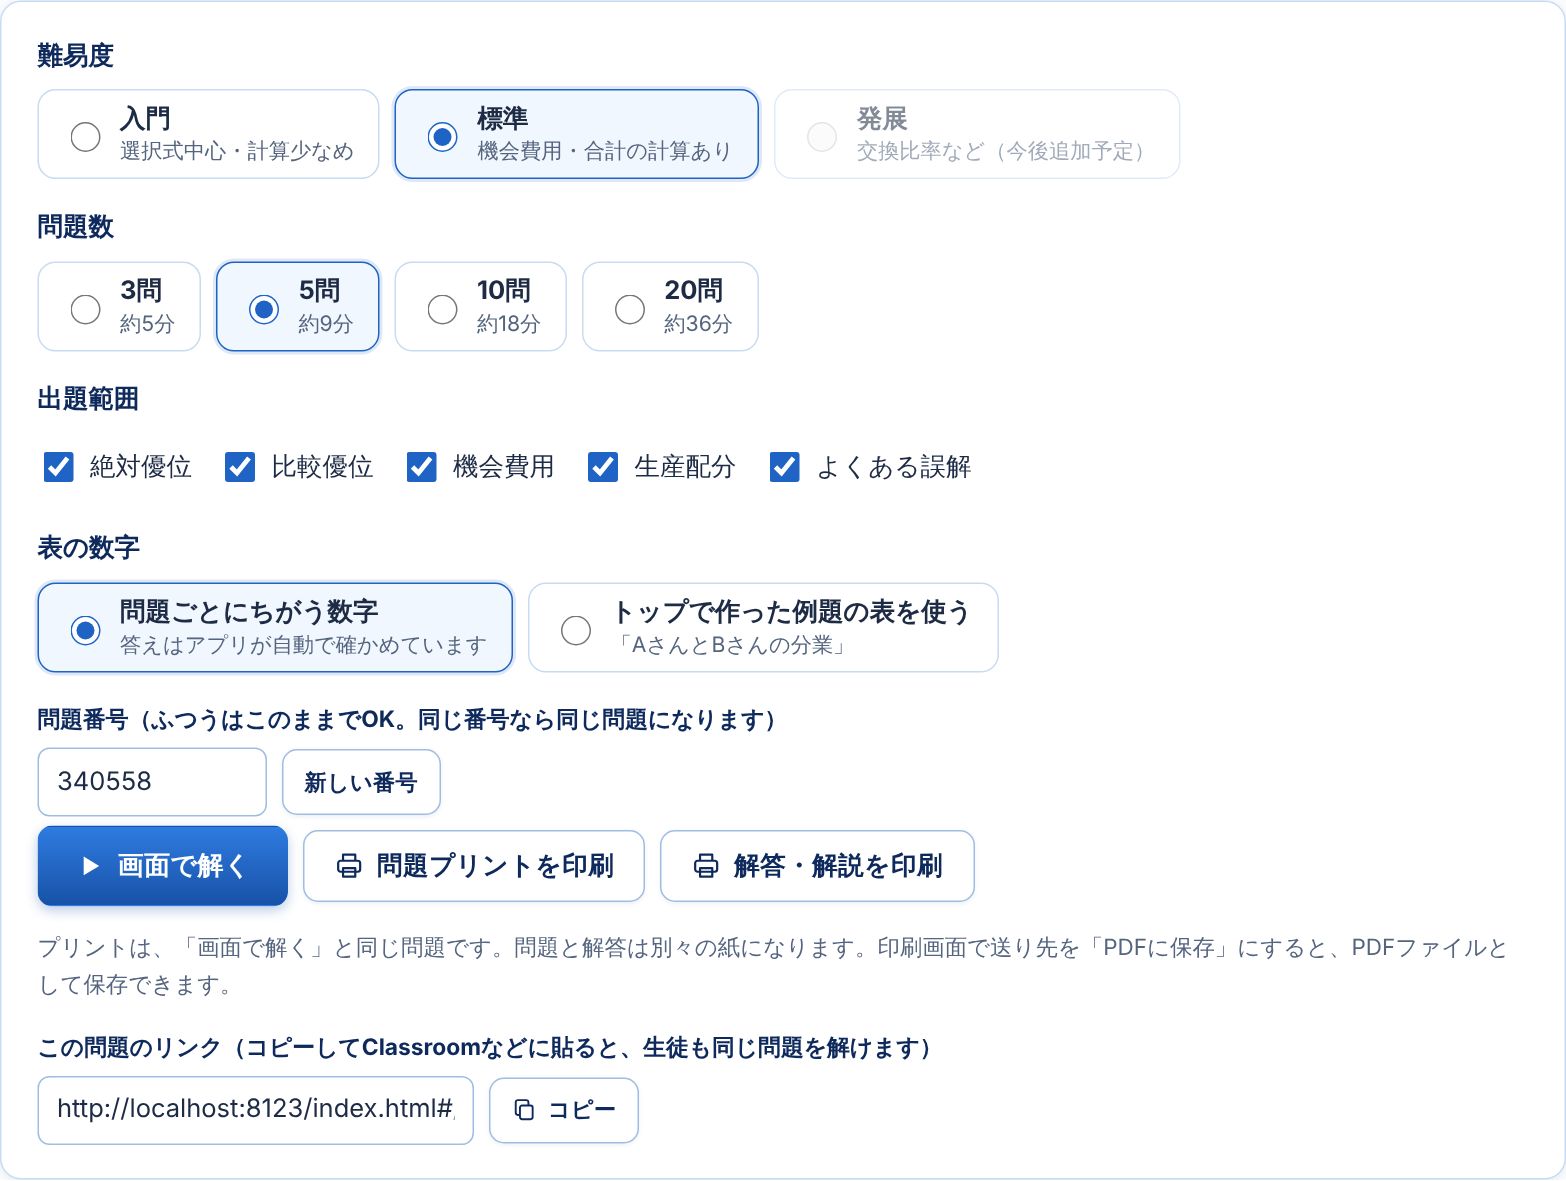 難易度
入門
選択式中心・計算少なめ
標準
機会費用・合計の計算あり
発展
交換比率など（今後追加予定）
問題数
3問
約5分
5問
約9分
10問
約18分
20問
約36分
出題範囲
絶対優位
比較優位
機会費用
生産配分
よくある誤解
表の数字
問題ごとにちがう数字
答えはアプリが自動で確かめています
トップで作った例題の表を使う
「AさんとBさんの分業」
問題番号（ふつうはこのままでOK。同じ番号なら同じ問題になります）
340558
新しい番号
画面で解く
問題プリントを印刷
解答・解説を印刷
プリントは、「画面で解く」と同じ問題です。問題と解答は別々の紙になります。印刷画面で送り先を「PDFに保存」にすると、PDFファイルと
して保存できます。
この問題のリンク（コピーしてClassroomなどに貼ると、生徒も同じ問題を解けます）
http://localhost:8123/index.html#
コピー